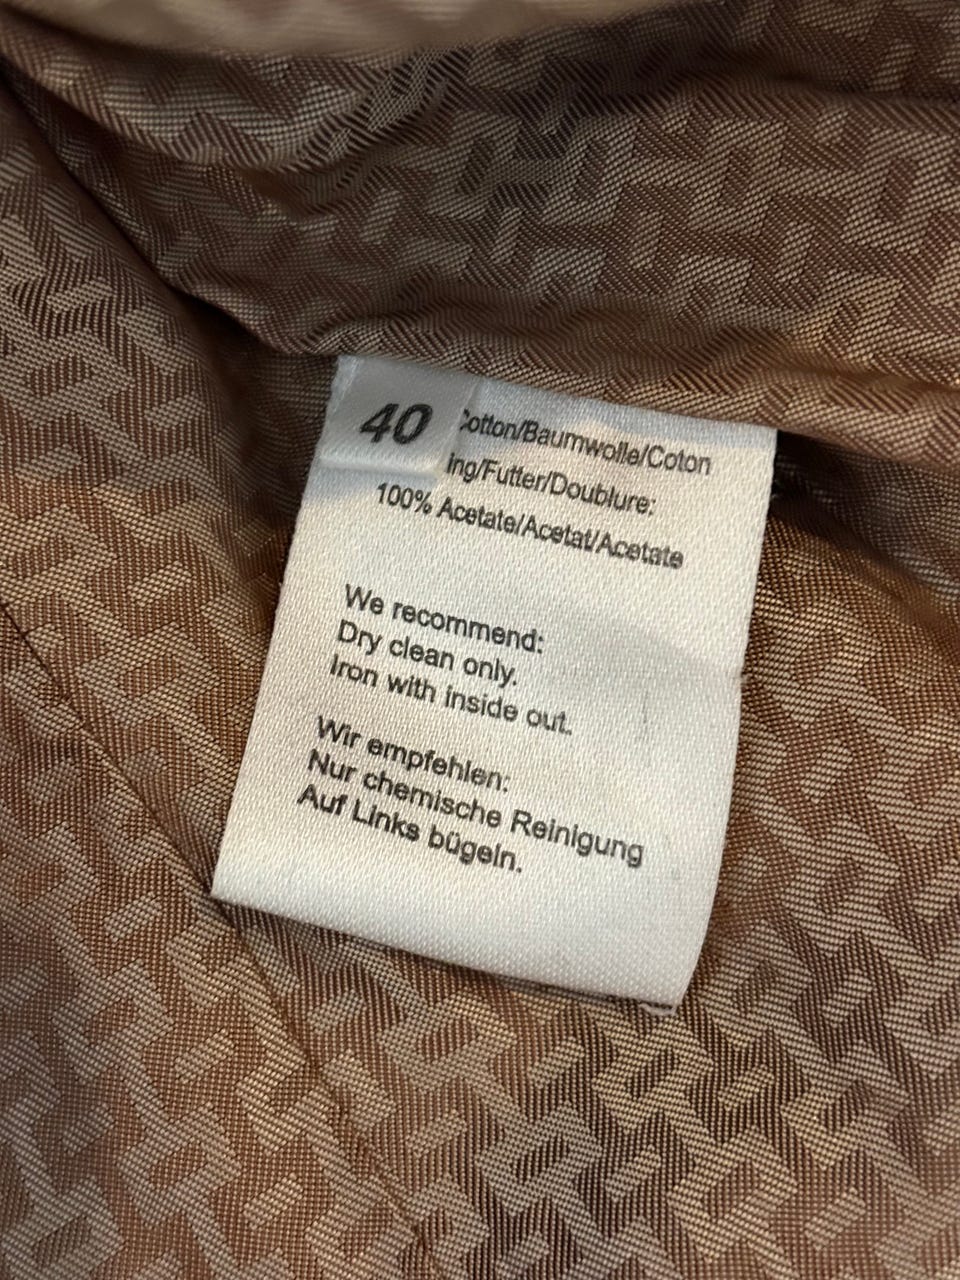 40
Cotton/Baumwolle/Coton
ing/Futter/Doublure:
100% Acetate/Acetat/Acetate
We recommend:
Dry clean only.
Iron with inside out.
Wir empfehlen:
Nur chemische Reinigung
Auf Links bügeln.